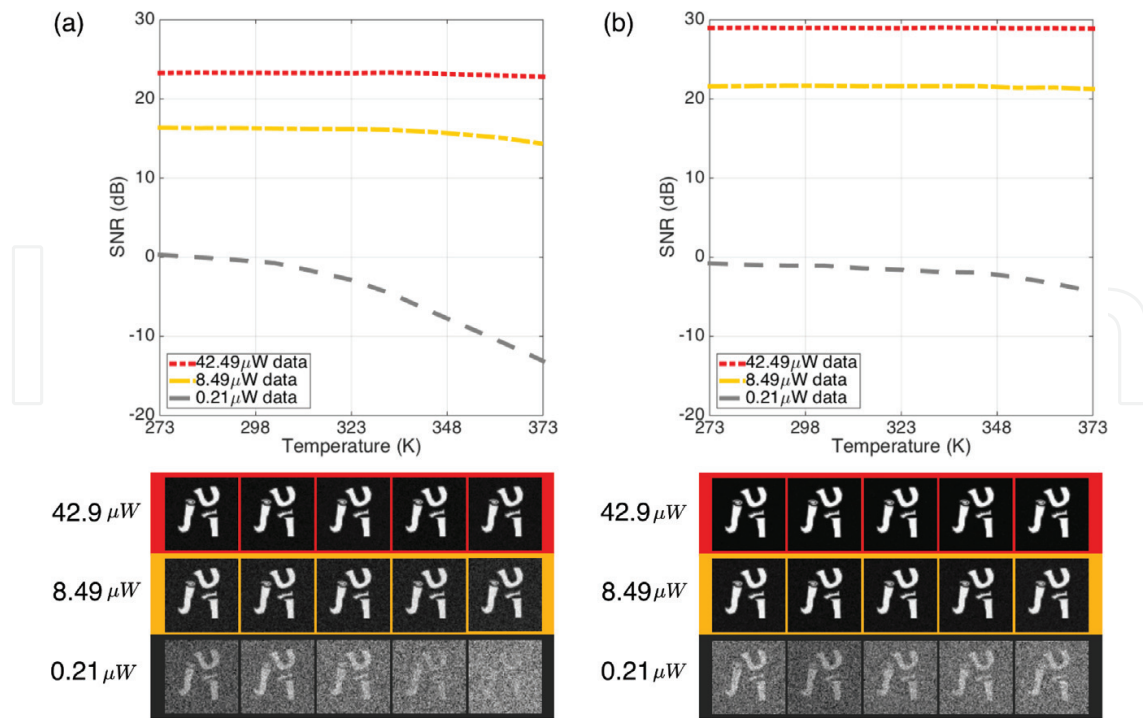 (a)
30
20
10
0
-10
-20
SNR (dB)
42.49μW data
8.49μW data
0.21μW data
273 298 323 348 373
Temperature (K)
42.9 μW
8.49 μW
0.21 μW
(b)
30
20
10
0
-10
-20
SNR (dB)
42.49μW data
8.49μW data
0.21μW data
273 298 323 348 373
Temperature (K)
42.9 μW
8.49 μW
0.21 μW